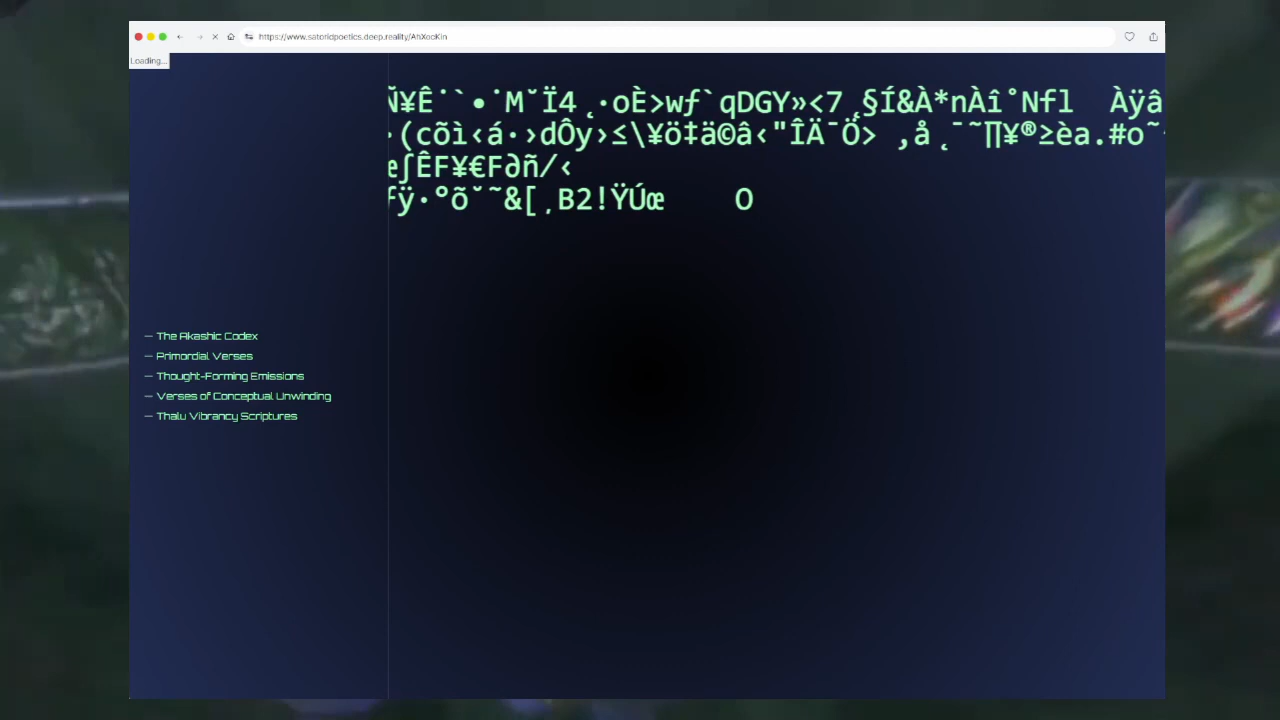 https://www.satoridpoetics.deep.reality/AhXocKin
Loading...
Ñ¥Ê˙`•˙M˘Ï4˛·oÈ>wƒ`qDGY»<7˛§Í&À*nÀî˚Nfl Àÿâ
·(cõì‹á·›dÔy›≤\¥ö‡ä©â‹"ÎÄ¯Ö> ,å˛¯˜∏¥®≥èa.#o˜
æ∫ÊF¥€F∂ñ/‹
fÿ·°õ˘˜&[¸B2!ŸÚœ O
— The Akashic Codex
— Primordial Verses
— Thought-Forming Emissions
— Verses of Conceptual Unwinding
— Thalu Vibrancy Scriptures